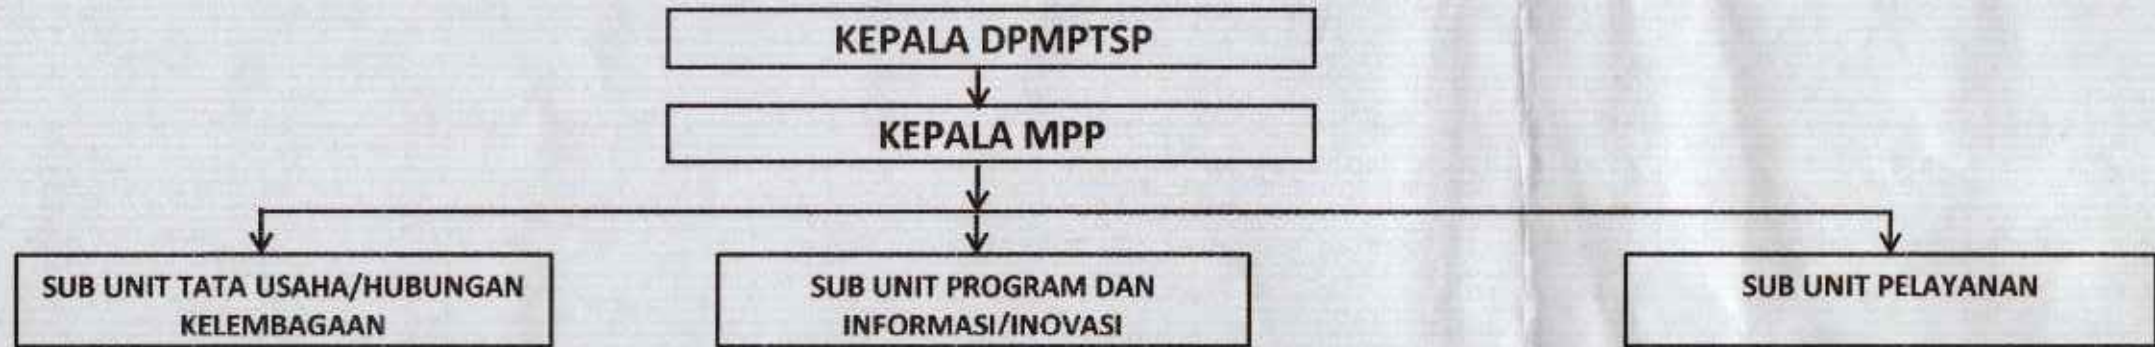 KEPALA DPMPTSP
KEPALA MPP
SUB UNIT TATA USAHA/HUBUNGAN
KELEMBAGAAN
SUB UNIT PROGRAM DAN
INFORMASI/INOVASI
SUB UNIT PELAYANAN